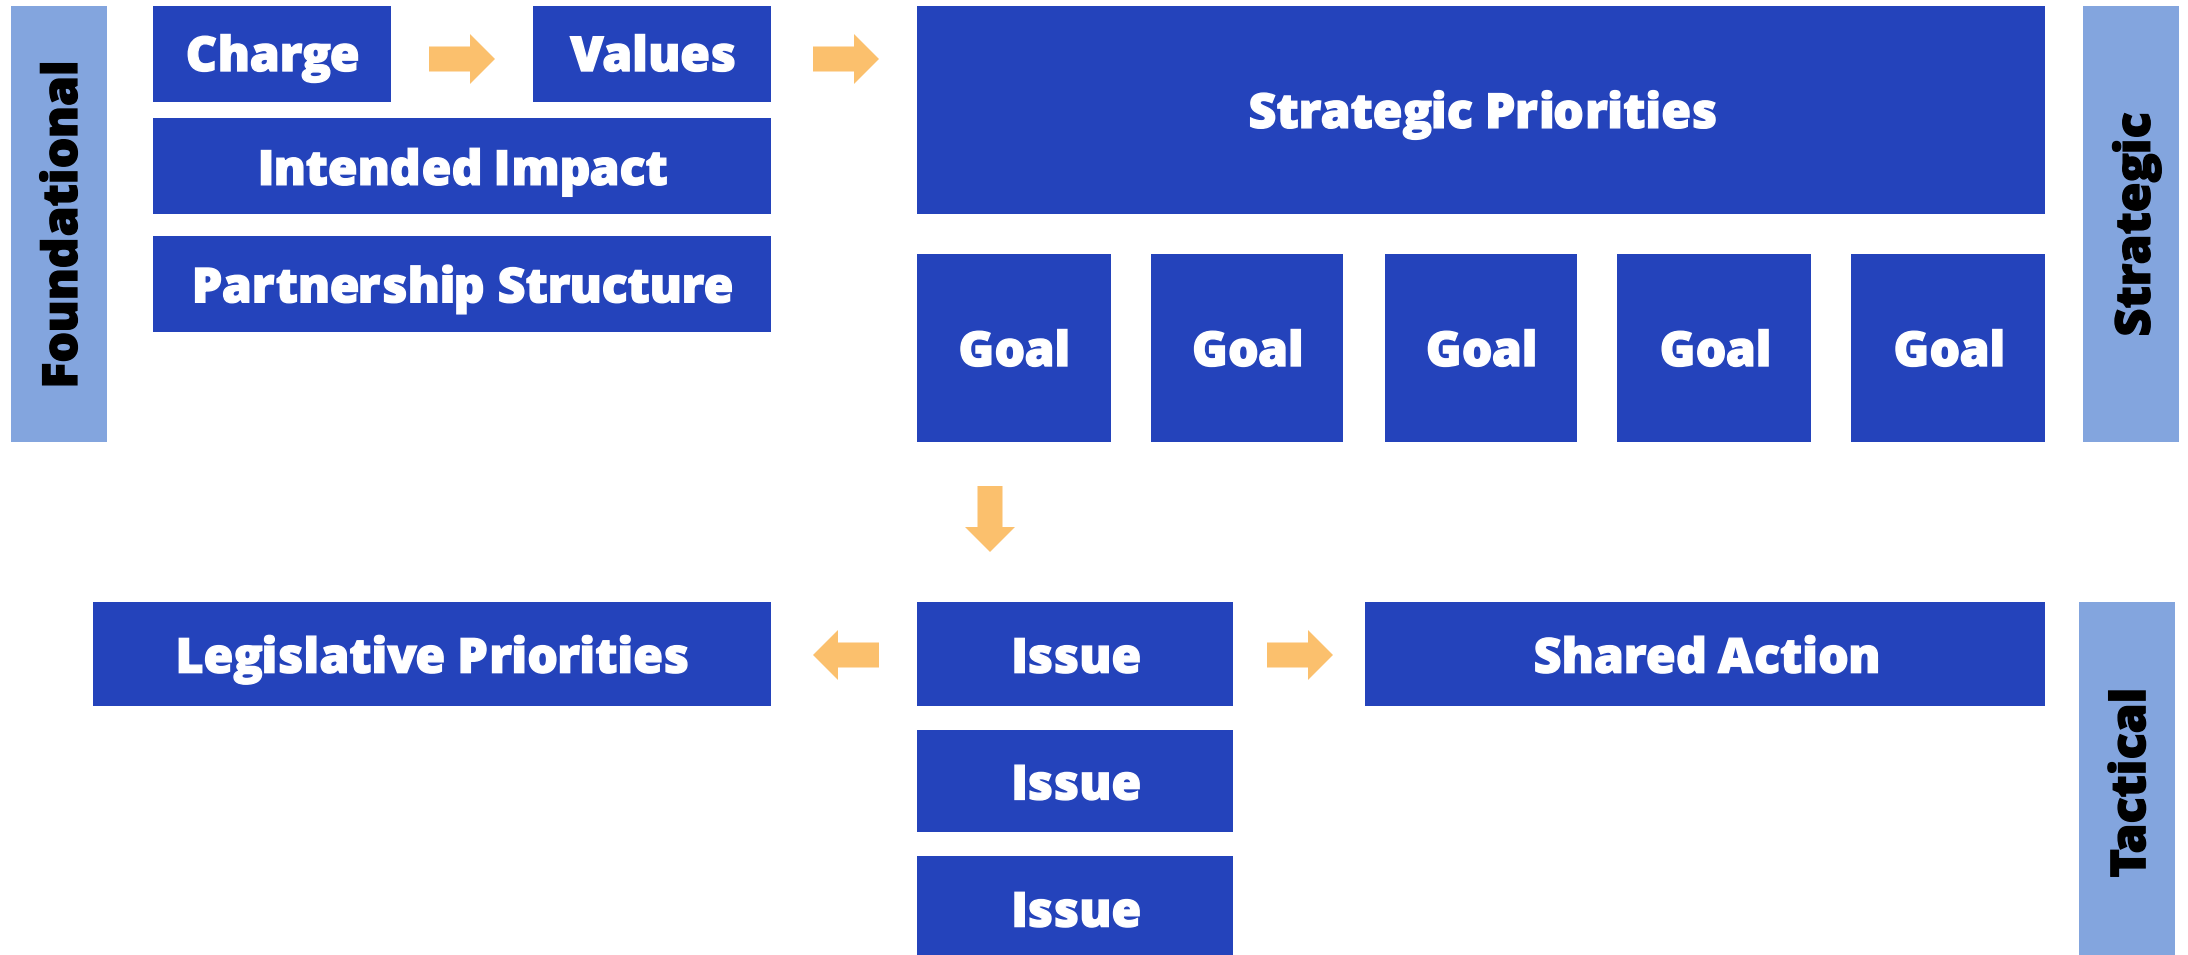 Foundational
Charge
Values
Intended Impact
Partnership Structure
Strategic Priorities
Goal
Goal
Goal
Goal
Goal
Strategic
Legislative Priorities
Issue
Shared Action
Issue
Issue
Tactical